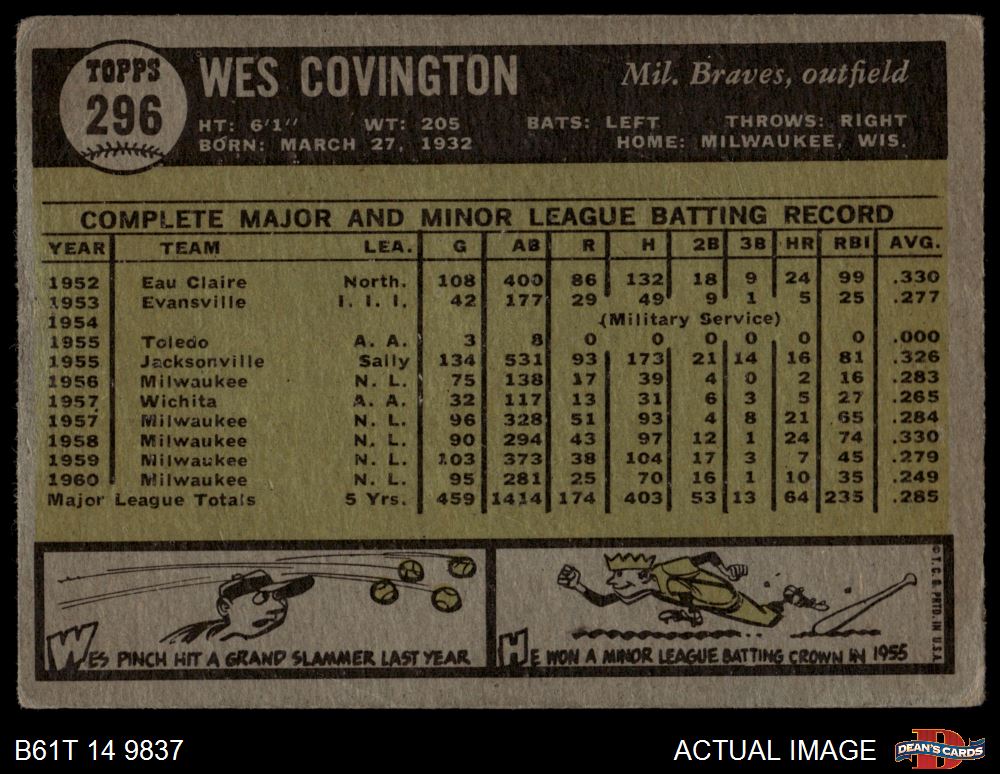 TOPPS
296
WES COVINGTON
Mil. Braves, outfield
HT: 6'1" WT: 205 BATS: LEFT THROWS: RIGHT
BORN: MARCH 27, 1932 HOME: MILWAUKEE, WIS.
COMPLETE MAJOR AND MINOR LEAGUE BATTING RECORD
YEAR TEAM LEA. G AB R H 2B 3B HR RBI AVG.
1952 Eau Claire North. 108 400 86 132 18 9 24 99 .330
1953 Evansville I. I. I. 42 177 29 49 9 1 5 25 .277
1954 (Military Service)
1955 Toledo A. A. 3 8 0 0 0 0 0 0 .000
1955 Jacksonville Sally 134 531 93 173 21 14 16 81 .326
1956 Milwaukee N. L. 75 138 17 39 4 0 2 16 .283
1957 Wichita A. A. 32 117 13 31 6 3 5 27 .265
1957 Milwaukee N. L. 96 328 51 93 4 8 21 65 .284
1958 Milwaukee N. L. 90 294 43 97 12 1 24 74 .330
1959 Milwaukee N. L. 103 373 38 104 17 3 7 45 .279
1960 Milwaukee N. L. 95 281 25 70 16 1 10 35 .249
Major League Totals 5 Yrs. 459 1414 174 403 53 13 64 235 .285
WES PINCH HIT A GRAND SLAMMER LAST YEAR
HE WON A MINOR LEAGUE BATTING CROWN IN 1955
© T. C. G. PRTD. IN U.S.A.
B61T 14 9837
ACTUAL IMAGE
D
DEAN'S CARDS